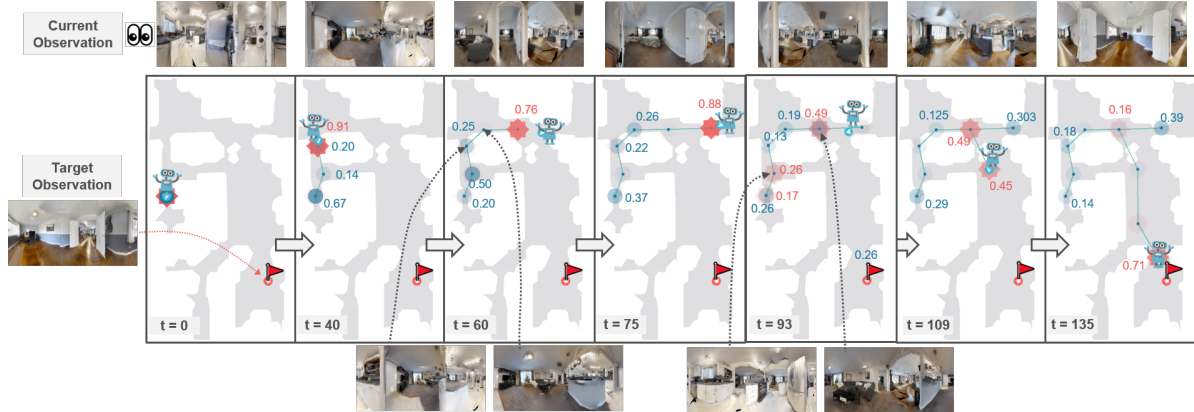 Current
Observation
Target
Observation
t = 0
0.91
0.20
0.14
0.67
t = 40
0.76
0.25
0.50
0.20
t = 60
0.88
0.26
0.22
0.37
t = 75
0.19
0.49
0.13
0.26
0.17
0.26
0.26
t = 93
0.125
0.303
0.49
0.45
0.29
t = 109
0.16
0.39
0.18
0.14
0.71
t = 135